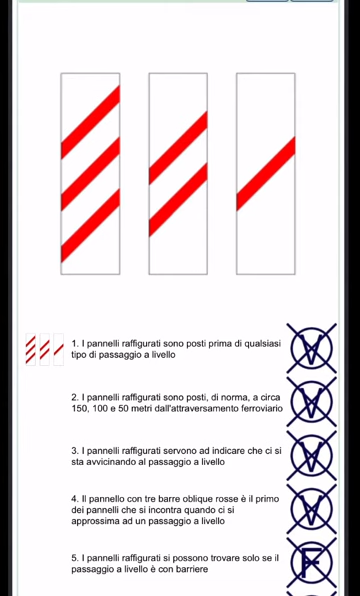 1. I pannelli raffigurati sono posti prima di qualsiasi
tipo di passaggio a livello
V
2. I pannelli raffigurati sono posti, di norma, a circa
150, 100 e 50 metri dall'attraversamento ferroviario
V
3. I pannelli raffigurati servono ad indicare che ci si
sta avvicinando al passaggio a livello
V
4. Il pannello con tre barre oblique rosse è il primo
dei pannelli che si incontra quando ci si
approssima ad un passaggio a livello
V
5. I pannelli raffigurati si possono trovare solo se il
passaggio a livello è con barriere
F